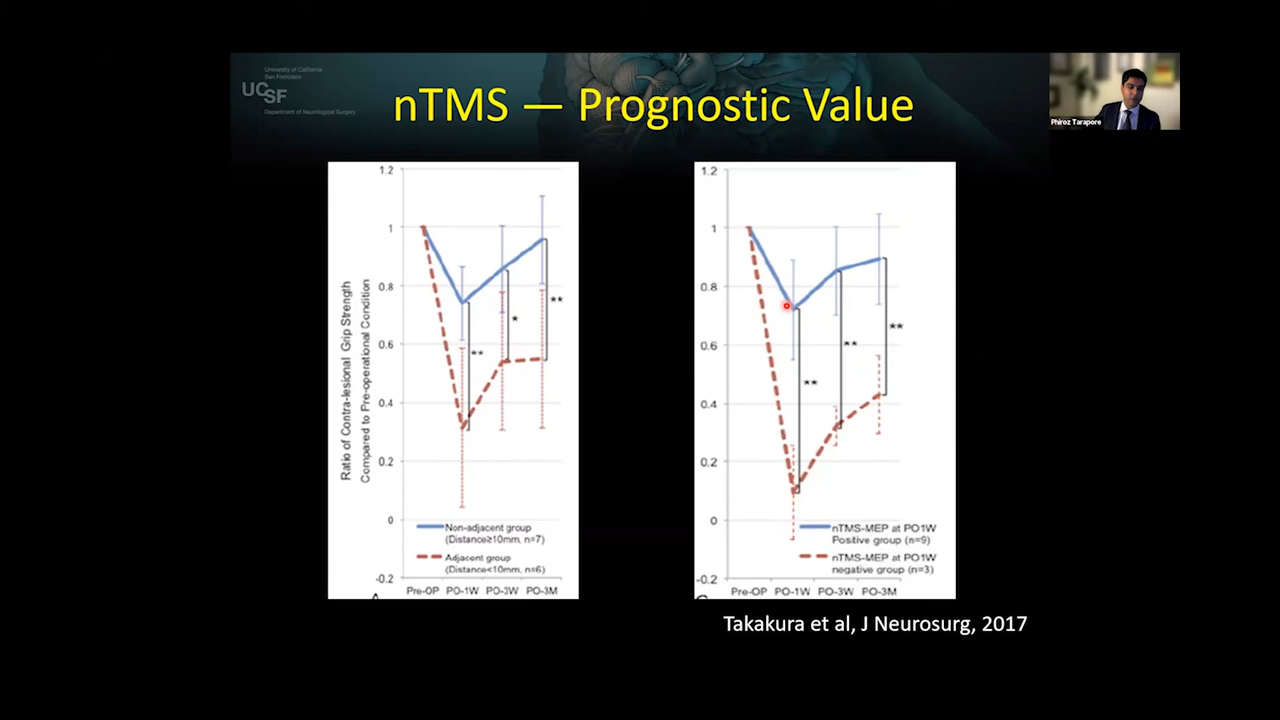 University of California
San Francisco
UCSF
Department of Neurological Surgery
nTMS — Prognostic Value
Phiroz Tarapore
Ratio of Contra-lesional Grip Strength
Compared to Pre-operational Condition
1.2
1
0.8
0.6
0.4
0.2
0
-0.2
**
*
**
Non-adjacent group
(Distance≥10mm, n=7)
Adjacent group
(Distance<10mm, n=6)
Pre-OP PO-1W PO-3W PO-3M
1.2
1
0.8
0.6
0.4
0.2
0
-0.2
**
**
**
nTMS-MEP at PO1W
Positive group (n=9)
nTMS-MEP at PO1W
negative group (n=3)
Pre-OP PO-1W PO-3W PO-3M
Takakura et al, J Neurosurg, 2017